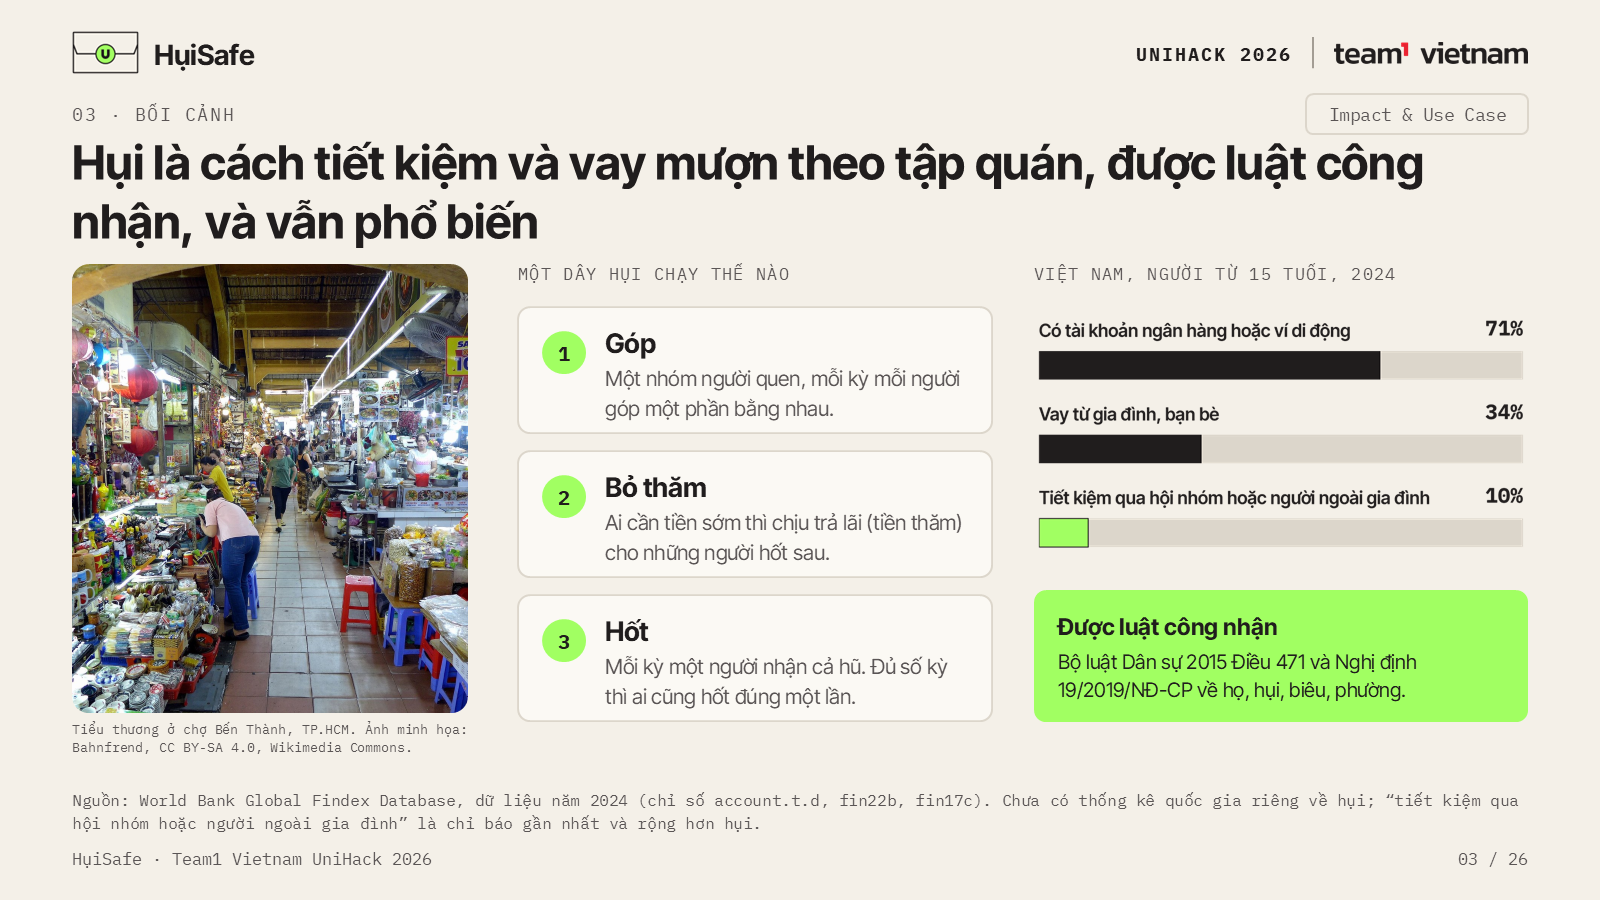 HụiSafe
UNIHACK 2026
team1 vietnam
03 · BỐI CẢNH
Impact & Use Case
Hụi là cách tiết kiệm và vay mượn theo tập quán, được luật công
nhận, và vẫn phổ biến
Tiểu thương ở chợ Bến Thành, TP.HCM. Ảnh minh họa:
Bahnfrend, CC BY-SA 4.0, Wikimedia Commons.
MỘT DÂY HỤI CHẠY THẾ NÀO
1
Góp
Một nhóm người quen, mỗi kỳ mỗi người
góp một phần bằng nhau.
2
Bỏ thăm
Ai cần tiền sớm thì chịu trả lãi (tiền thăm)
cho những người hốt sau.
3
Hốt
Mỗi kỳ một người nhận cả hũ. Đủ số kỳ
thì ai cũng hốt đúng một lần.
VIỆT NAM, NGƯỜI TỪ 15 TUỔI, 2024
Có tài khoản ngân hàng hoặc ví di động 71%
Vay từ gia đình, bạn bè 34%
Tiết kiệm qua hội nhóm hoặc người ngoài gia đình 10%
Được luật công nhận
Bộ luật Dân sự 2015 Điều 471 và Nghị định
19/2019/NĐ-CP về họ, hụi, biêu, phường.
Nguồn: World Bank Global Findex Database, dữ liệu năm 2024 (chỉ số account.t.d, fin22b, fin17c). Chưa có thống kê quốc gia riêng về hụi; “tiết kiệm qua
hội nhóm hoặc người ngoài gia đình” là chỉ báo gần nhất và rộng hơn hụi.
HụiSafe · Team1 Vietnam UniHack 2026
03 / 26